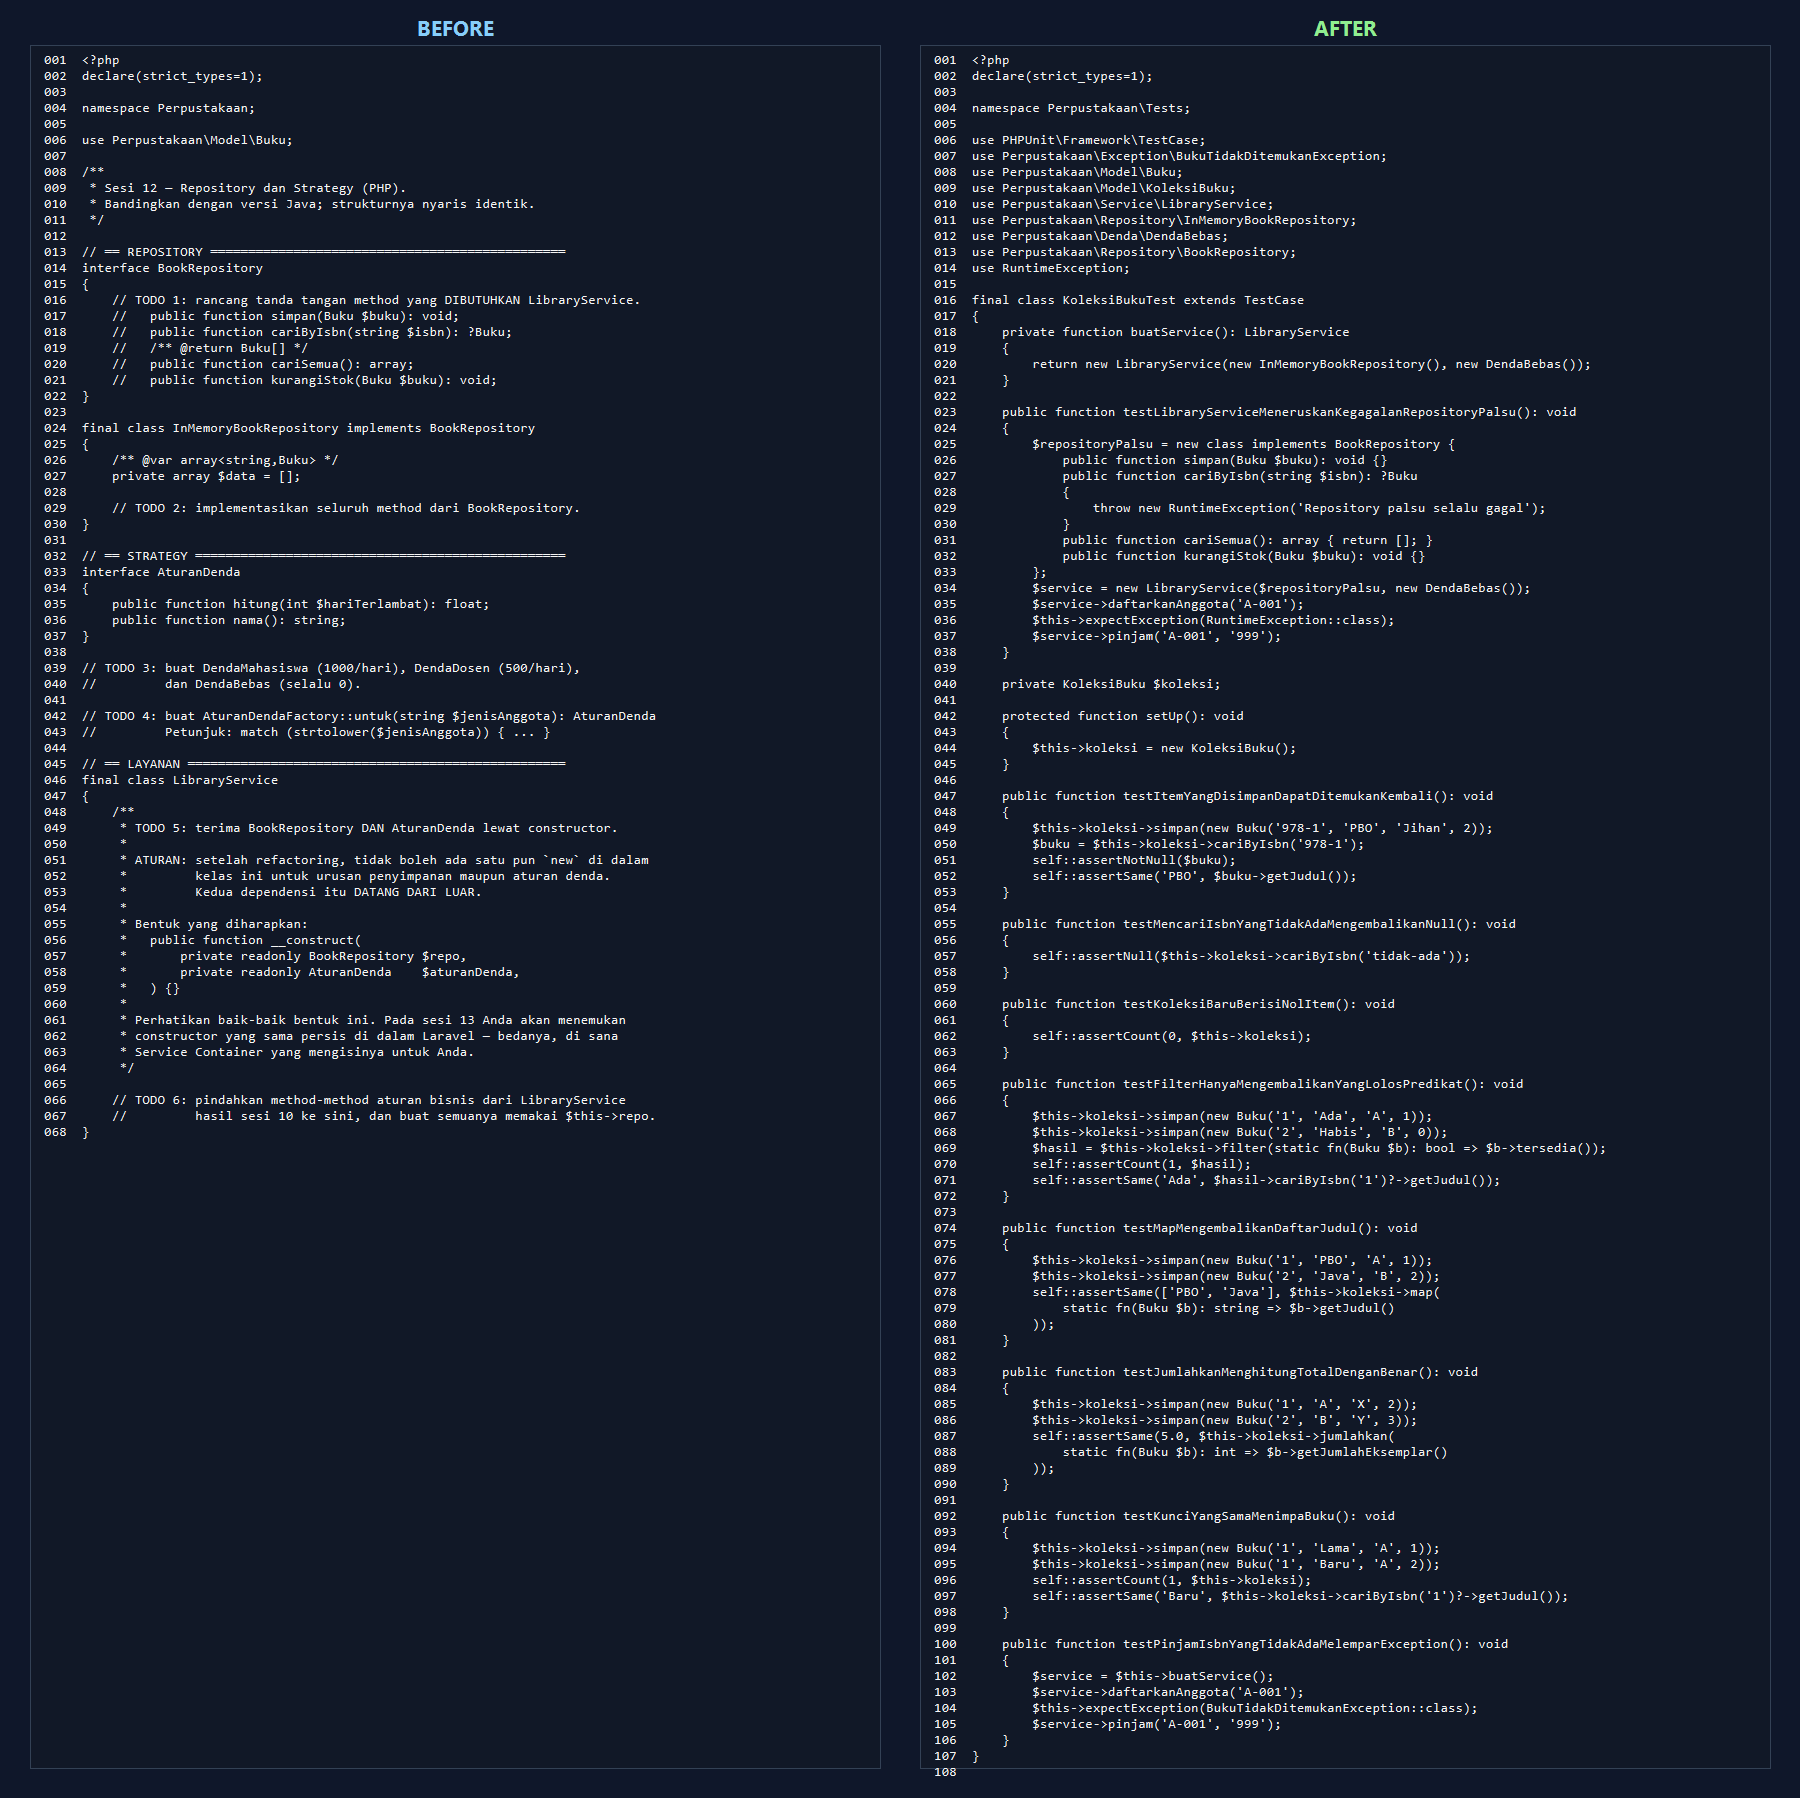 BEFORE
001 <?php
002 declare(strict_types=1);
003
004 namespace Perpustakaan;
005
006 use Perpustakaan\Model\Buku;
007
008 /**
009  * Sesi 12 — Repository dan Strategy (PHP).
010  * Bandingkan dengan versi Java; strukturnya nyaris identik.
011  */
012
013 // == REPOSITORY ===============================================
014 interface BookRepository
015 {
016     // TODO 1: rancang tanda tangan method yang DIBUTUHKAN LibraryService.
017     //   public function simpan(Buku $buku): void;
018     //   public function cariByIsbn(string $isbn): ?Buku;
019     //   /** @return Buku[] */
020     //   public function cariSemua(): array;
021     //   public function kurangiStok(Buku $buku): void;
022 }
023
024 final class InMemoryBookRepository implements BookRepository
025 {
026     /** @var array<string,Buku> */
027     private array $data = [];
028
029     // TODO 2: implementasikan seluruh method dari BookRepository.
030 }
031
032 // == STRATEGY =================================================
033 interface AturanDenda
034 {
035     public function hitung(int $hariTerlambat): float;
036     public function nama(): string;
037 }
038
039 // TODO 3: buat DendaMahasiswa (1000/hari), DendaDosen (500/hari),
040 //         dan DendaBebas (selalu 0).
041
042 // TODO 4: buat AturanDendaFactory::untuk(string $jenisAnggota): AturanDenda
043 //         Petunjuk: match (strtolower($jenisAnggota)) { ... }
044
045 // == LAYANAN ==================================================
046 final class LibraryService
047 {
048     /**
049      * TODO 5: terima BookRepository DAN AturanDenda lewat constructor.
050      *
051      * ATURAN: setelah refactoring, tidak boleh ada satu pun `new` di dalam
052      *         kelas ini untuk urusan penyimpanan maupun aturan denda.
053      *         Kedua dependensi itu DATANG DARI LUAR.
054      *
055      * Bentuk yang diharapkan:
056      *   public function __construct(
057      *       private readonly BookRepository $repo,
058      *       private readonly AturanDenda    $aturanDenda,
059      *   ) {}
060      *
061      * Perhatikan baik-baik bentuk ini. Pada sesi 13 Anda akan menemukan
062      * constructor yang sama persis di dalam Laravel — bedanya, di sana
063      * Service Container yang mengisinya untuk Anda.
064      */
065
066     // TODO 6: pindahkan method-method aturan bisnis dari LibraryService
067     //         hasil sesi 10 ke sini, dan buat semuanya memakai $this->repo.
068 }
AFTER
001 <?php
002 declare(strict_types=1);
003
004 namespace Perpustakaan\Tests;
005
006 use PHPUnit\Framework\TestCase;
007 use Perpustakaan\Exception\BukuTidakDitemukanException;
008 use Perpustakaan\Model\Buku;
009 use Perpustakaan\Model\KoleksiBuku;
010 use Perpustakaan\Service\LibraryService;
011 use Perpustakaan\Repository\InMemoryBookRepository;
012 use Perpustakaan\Denda\DendaBebas;
013 use Perpustakaan\Repository\BookRepository;
014 use RuntimeException;
015
016 final class KoleksiBukuTest extends TestCase
017 {
018     private function buatService(): LibraryService
019     {
020         return new LibraryService(new InMemoryBookRepository(), new DendaBebas());
021     }
022
023     public function testLibraryServiceMeneruskanKegagalanRepositoryPalsu(): void
024     {
025         $repositoryPalsu = new class implements BookRepository {
026             public function simpan(Buku $buku): void {}
027             public function cariByIsbn(string $isbn): ?Buku
028             {
029                 throw new RuntimeException('Repository palsu selalu gagal');
030             }
031             public function cariSemua(): array { return []; }
032             public function kurangiStok(Buku $buku): void {}
033         };
034         $service = new LibraryService($repositoryPalsu, new DendaBebas());
035         $service->daftarkanAnggota('A-001');
036         $this->expectException(RuntimeException::class);
037         $service->pinjam('A-001', '999');
038     }
039
040     private KoleksiBuku $koleksi;
041
042     protected function setUp(): void
043     {
044         $this->koleksi = new KoleksiBuku();
045     }
046
047     public function testItemYangDisimpanDapatDitemukanKembali(): void
048     {
049         $this->koleksi->simpan(new Buku('978-1', 'PBO', 'Jihan', 2));
050         $buku = $this->koleksi->cariByIsbn('978-1');
051         self::assertNotNull($buku);
052         self::assertSame('PBO', $buku->getJudul());
053     }
054
055     public function testMencariIsbnYangTidakAdaMengembalikanNull(): void
056     {
057         self::assertNull($this->koleksi->cariByIsbn('tidak-ada'));
058     }
059
060     public function testKoleksiBaruBerisiNolItem(): void
061     {
062         self::assertCount(0, $this->koleksi);
063     }
064
065     public function testFilterHanyaMengembalikanYangLolosPredikat(): void
066     {
067         $this->koleksi->simpan(new Buku('1', 'Ada', 'A', 1));
068         $this->koleksi->simpan(new Buku('2', 'Habis', 'B', 0));
069         $hasil = $this->koleksi->filter(static fn(Buku $b): bool => $b->tersedia());
070         self::assertCount(1, $hasil);
071         self::assertSame('Ada', $hasil->cariByIsbn('1')?->getJudul());
072     }
073
074     public function testMapMengembalikanDaftarJudul(): void
075     {
076         $this->koleksi->simpan(new Buku('1', 'PBO', 'A', 1));
077         $this->koleksi->simpan(new Buku('2', 'Java', 'B', 2));
078         self::assertSame(['PBO', 'Java'], $this->koleksi->map(
079             static fn(Buku $b): string => $b->getJudul()
080         ));
081     }
082
083     public function testJumlahkanMenghitungTotalDenganBenar(): void
084     {
085         $this->koleksi->simpan(new Buku('1', 'A', 'X', 2));
086         $this->koleksi->simpan(new Buku('2', 'B', 'Y', 3));
087         self::assertSame(5.0, $this->koleksi->jumlahkan(
088             static fn(Buku $b): int => $b->getJumlahEksemplar()
089         ));
090     }
091
092     public function testKunciYangSamaMenimpaBuku(): void
093     {
094         $this->koleksi->simpan(new Buku('1', 'Lama', 'A', 1));
095         $this->koleksi->simpan(new Buku('1', 'Baru', 'A', 2));
096         self::assertCount(1, $this->koleksi);
097         self::assertSame('Baru', $this->koleksi->cariByIsbn('1')?->getJudul());
098     }
099
100     public function testPinjamIsbnYangTidakAdaMelemparException(): void
101     {
102         $service = $this->buatService();
103         $service->daftarkanAnggota('A-001');
104         $this->expectException(BukuTidakDitemukanException::class);
105         $service->pinjam('A-001', '999');
106     }
107 }
108